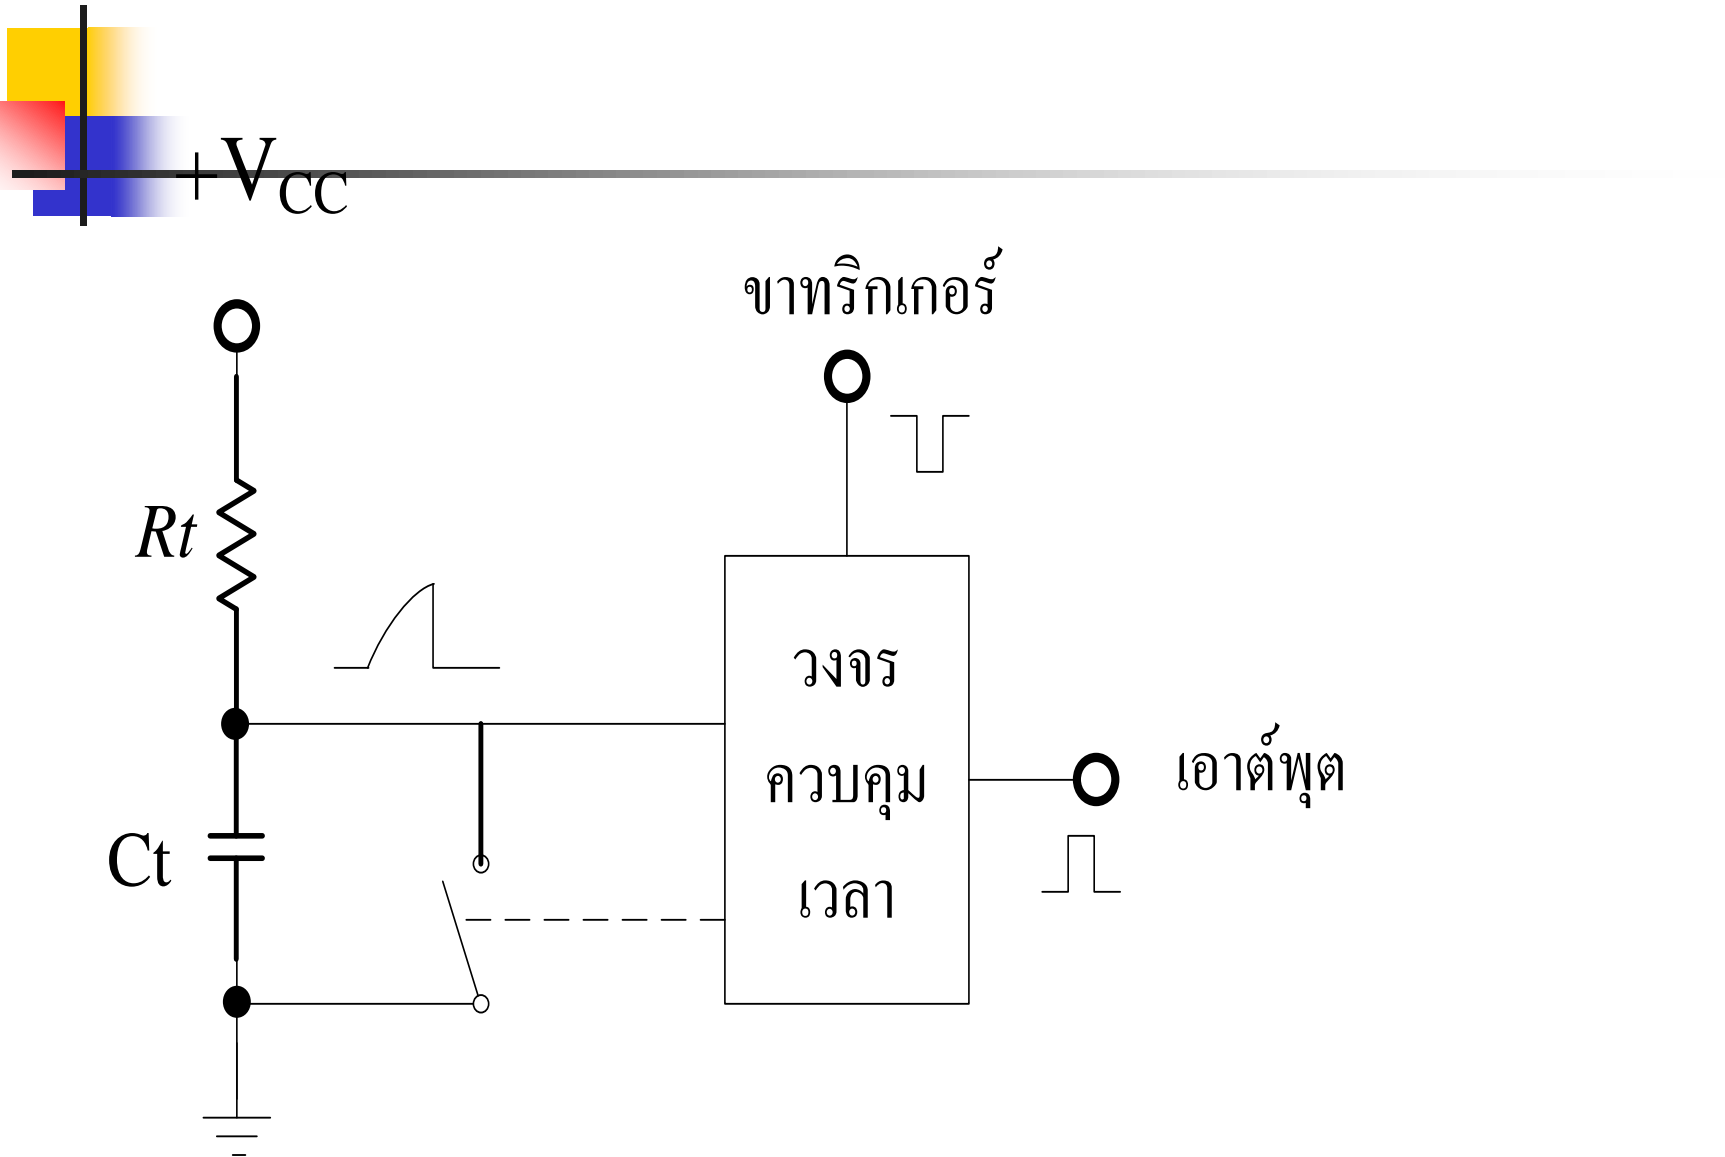 +VCC
ขาทริกเกอร์
Rt
วงจร
ควบคุม
เวลา
เอาต์พุต
Ct